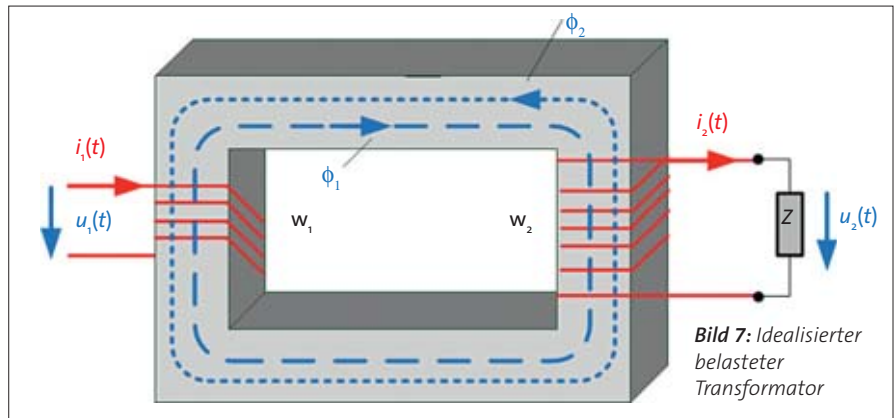 ϕ₂
i₁(t)
i₂(t)
ϕ₁
u₁(t)
w₁
w₂
Z
u₂(t)
Bild 7: Idealisierter
belasteter
Transformator